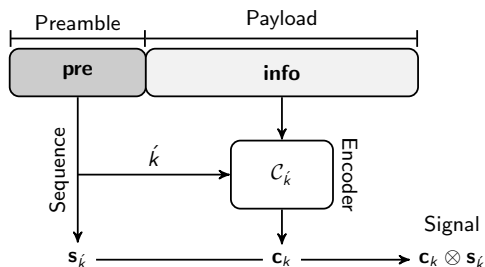 Preamble
Payload
pre
info
Sequence
ḱ
𝒞_ḱ
Encoder
Signal
s_ḱ
c_k
c_k ⊗ s_ḱ